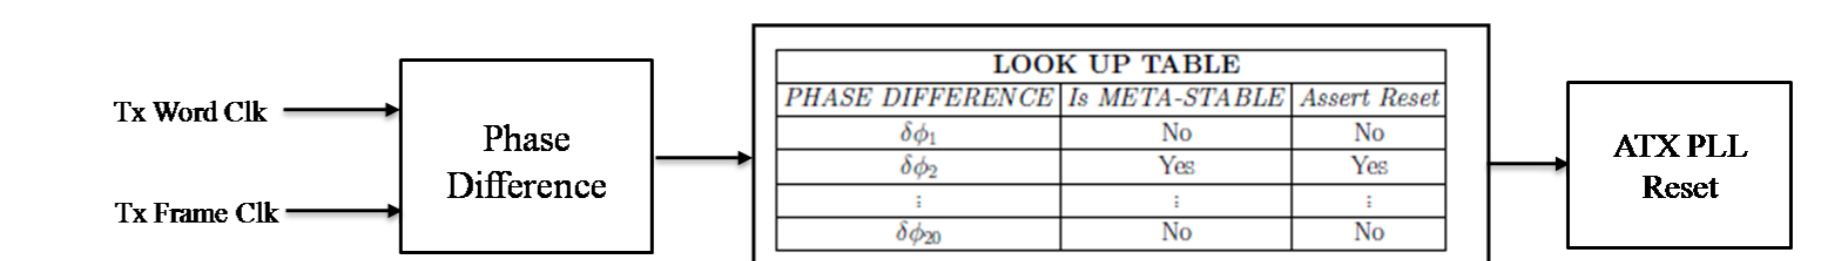 Tx Word Clk
Tx Frame Clk
Phase
Difference
LOOK UP TABLE
PHASE DIFFERENCE Is META-STABLE Assert Reset
δϕ₁ No No
δϕ₂ Yes Yes
⋮ ⋮ ⋮
δϕ₂₀ No No
ATX PLL
Reset